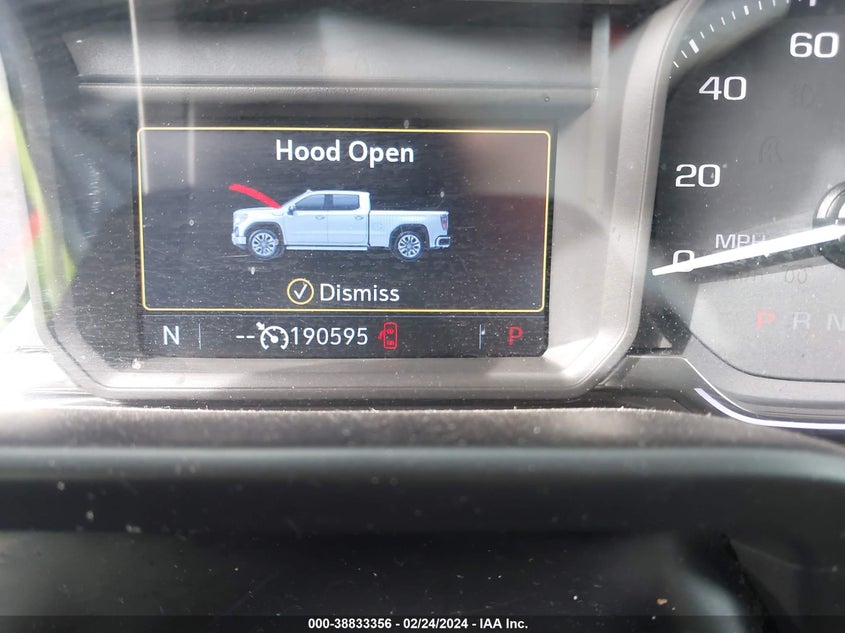 Hood Open
Dismiss
N -- 190595 P
60
40
20
0
MPH
P R N
000-38833356 - 02/24/2024 - IAA Inc.